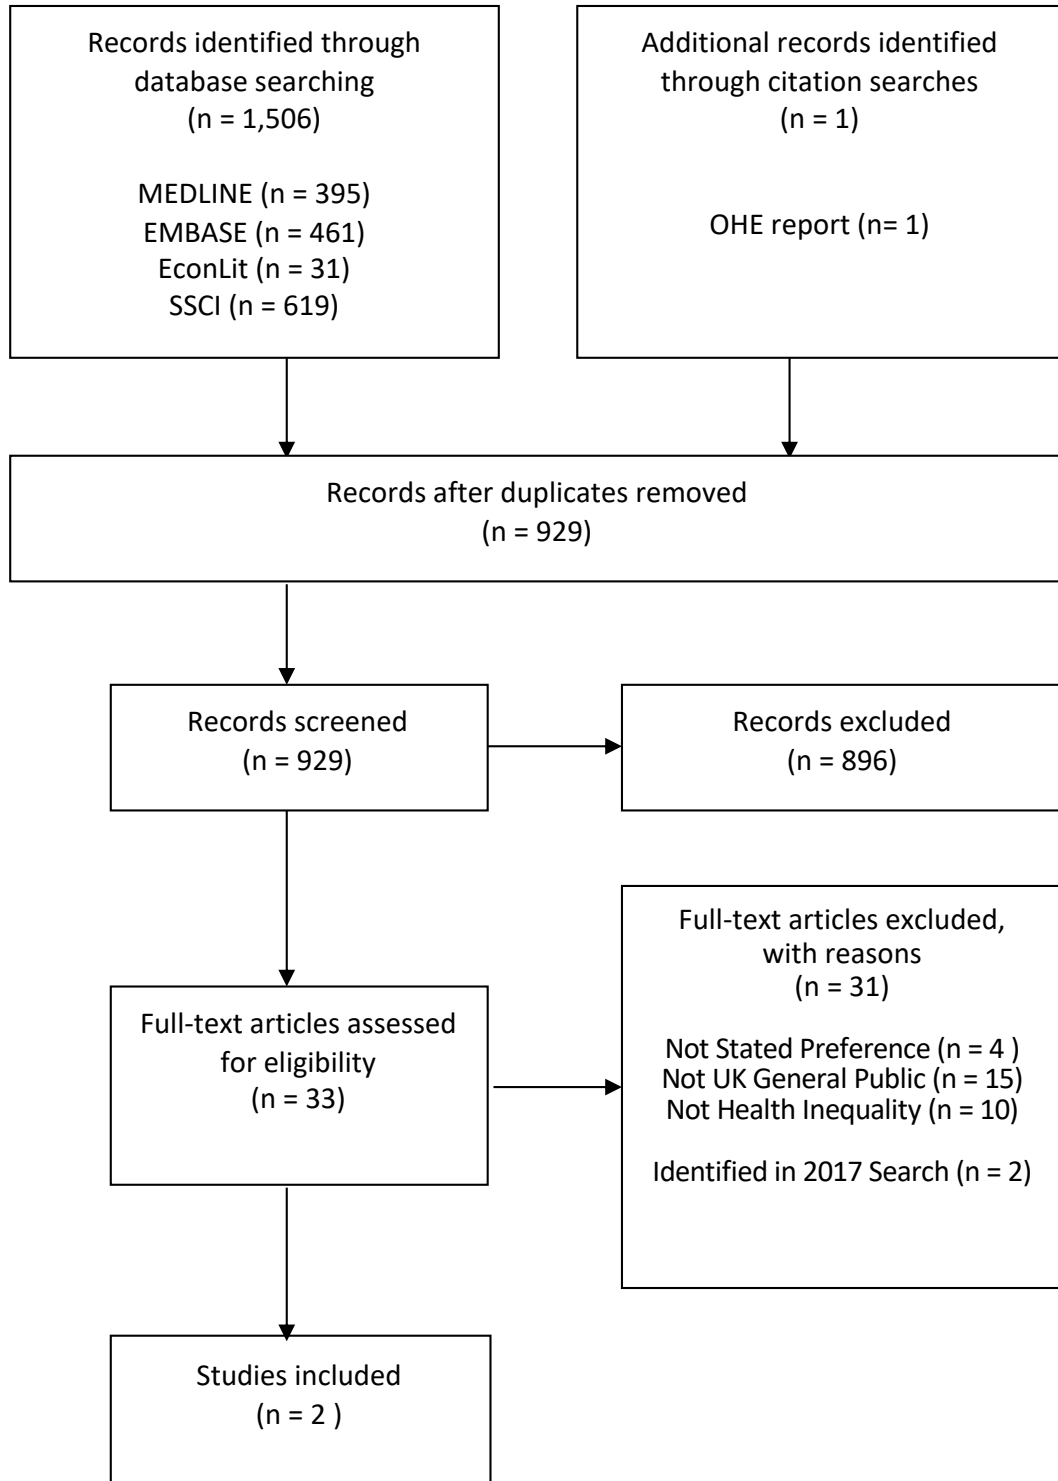 Records identified through
database searching
(n = 1,506)
MEDLINE (n = 395)
EMBASE (n = 461)
EconLit (n = 31)
SSCI (n = 619)
Additional records identified
through citation searches
(n = 1)
OHE report (n= 1)
Records after duplicates removed
(n = 929)
Records screened
(n = 929)
Records excluded
(n = 896)
Full-text articles assessed
for eligibility
(n = 33)
Full-text articles excluded,
with reasons
(n = 31)
Not Stated Preference (n = 4 )
Not UK General Public (n = 15)
Not Health Inequality (n = 10)
Identified in 2017 Search (n = 2)
Studies included
(n = 2 )